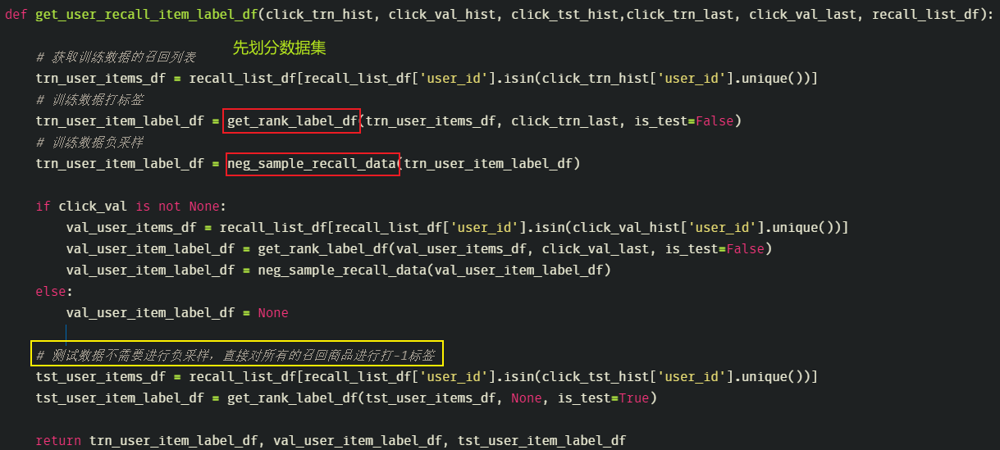 def get_user_recall_item_label_df(click_trn_hist, click_val_hist, click_tst_hist,click_trn_last, click_val_last, recall_list_df):
先划分数据集
    # 获取训练数据的召回列表
    trn_user_items_df = recall_list_df[recall_list_df['user_id'].isin(click_trn_hist['user_id'].unique())]
    # 训练数据打标签
    trn_user_item_label_df = get_rank_label_df(trn_user_items_df, click_trn_last, is_test=False)
    # 训练数据负采样
    trn_user_item_label_df = neg_sample_recall_data(trn_user_item_label_df)
    if click_val is not None:
        val_user_items_df = recall_list_df[recall_list_df['user_id'].isin(click_val_hist['user_id'].unique())]
        val_user_item_label_df = get_rank_label_df(val_user_items_df, click_val_last, is_test=False)
        val_user_item_label_df = neg_sample_recall_data(val_user_item_label_df)
    else:
        val_user_item_label_df = None
    # 测试数据不需要进行负采样，直接对所有的召回商品进行打-1标签
    tst_user_items_df = recall_list_df[recall_list_df['user_id'].isin(click_tst_hist['user_id'].unique())]
    tst_user_item_label_df = get_rank_label_df(tst_user_items_df, None, is_test=True)
    return trn_user_item_label_df, val_user_item_label_df, tst_user_item_label_df